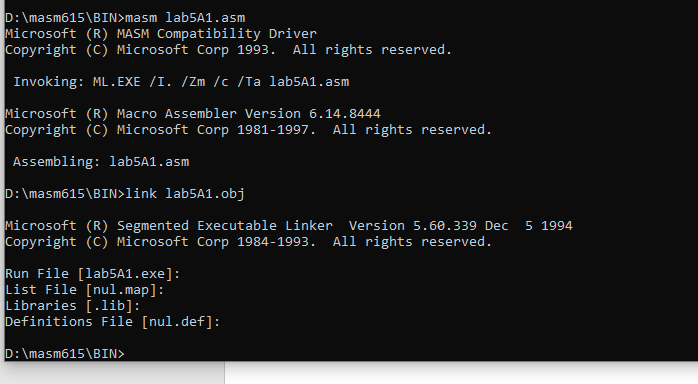 D:\masm615\BIN>masm lab5A1.asm
Microsoft (R) MASM Compatibility Driver
Copyright (C) Microsoft Corp 1993.  All rights reserved.
 Invoking: ML.EXE /I. /Zm /c /Ta lab5A1.asm
Microsoft (R) Macro Assembler Version 6.14.8444
Copyright (C) Microsoft Corp 1981-1997.  All rights reserved.
 Assembling: lab5A1.asm
D:\masm615\BIN>link lab5A1.obj
Microsoft (R) Segmented Executable Linker  Version 5.60.339 Dec  5 1994
Copyright (C) Microsoft Corp 1984-1993.  All rights reserved.
Run File [lab5A1.exe]:
List File [nul.map]:
Libraries [.lib]:
Definitions File [nul.def]:
D:\masm615\BIN>